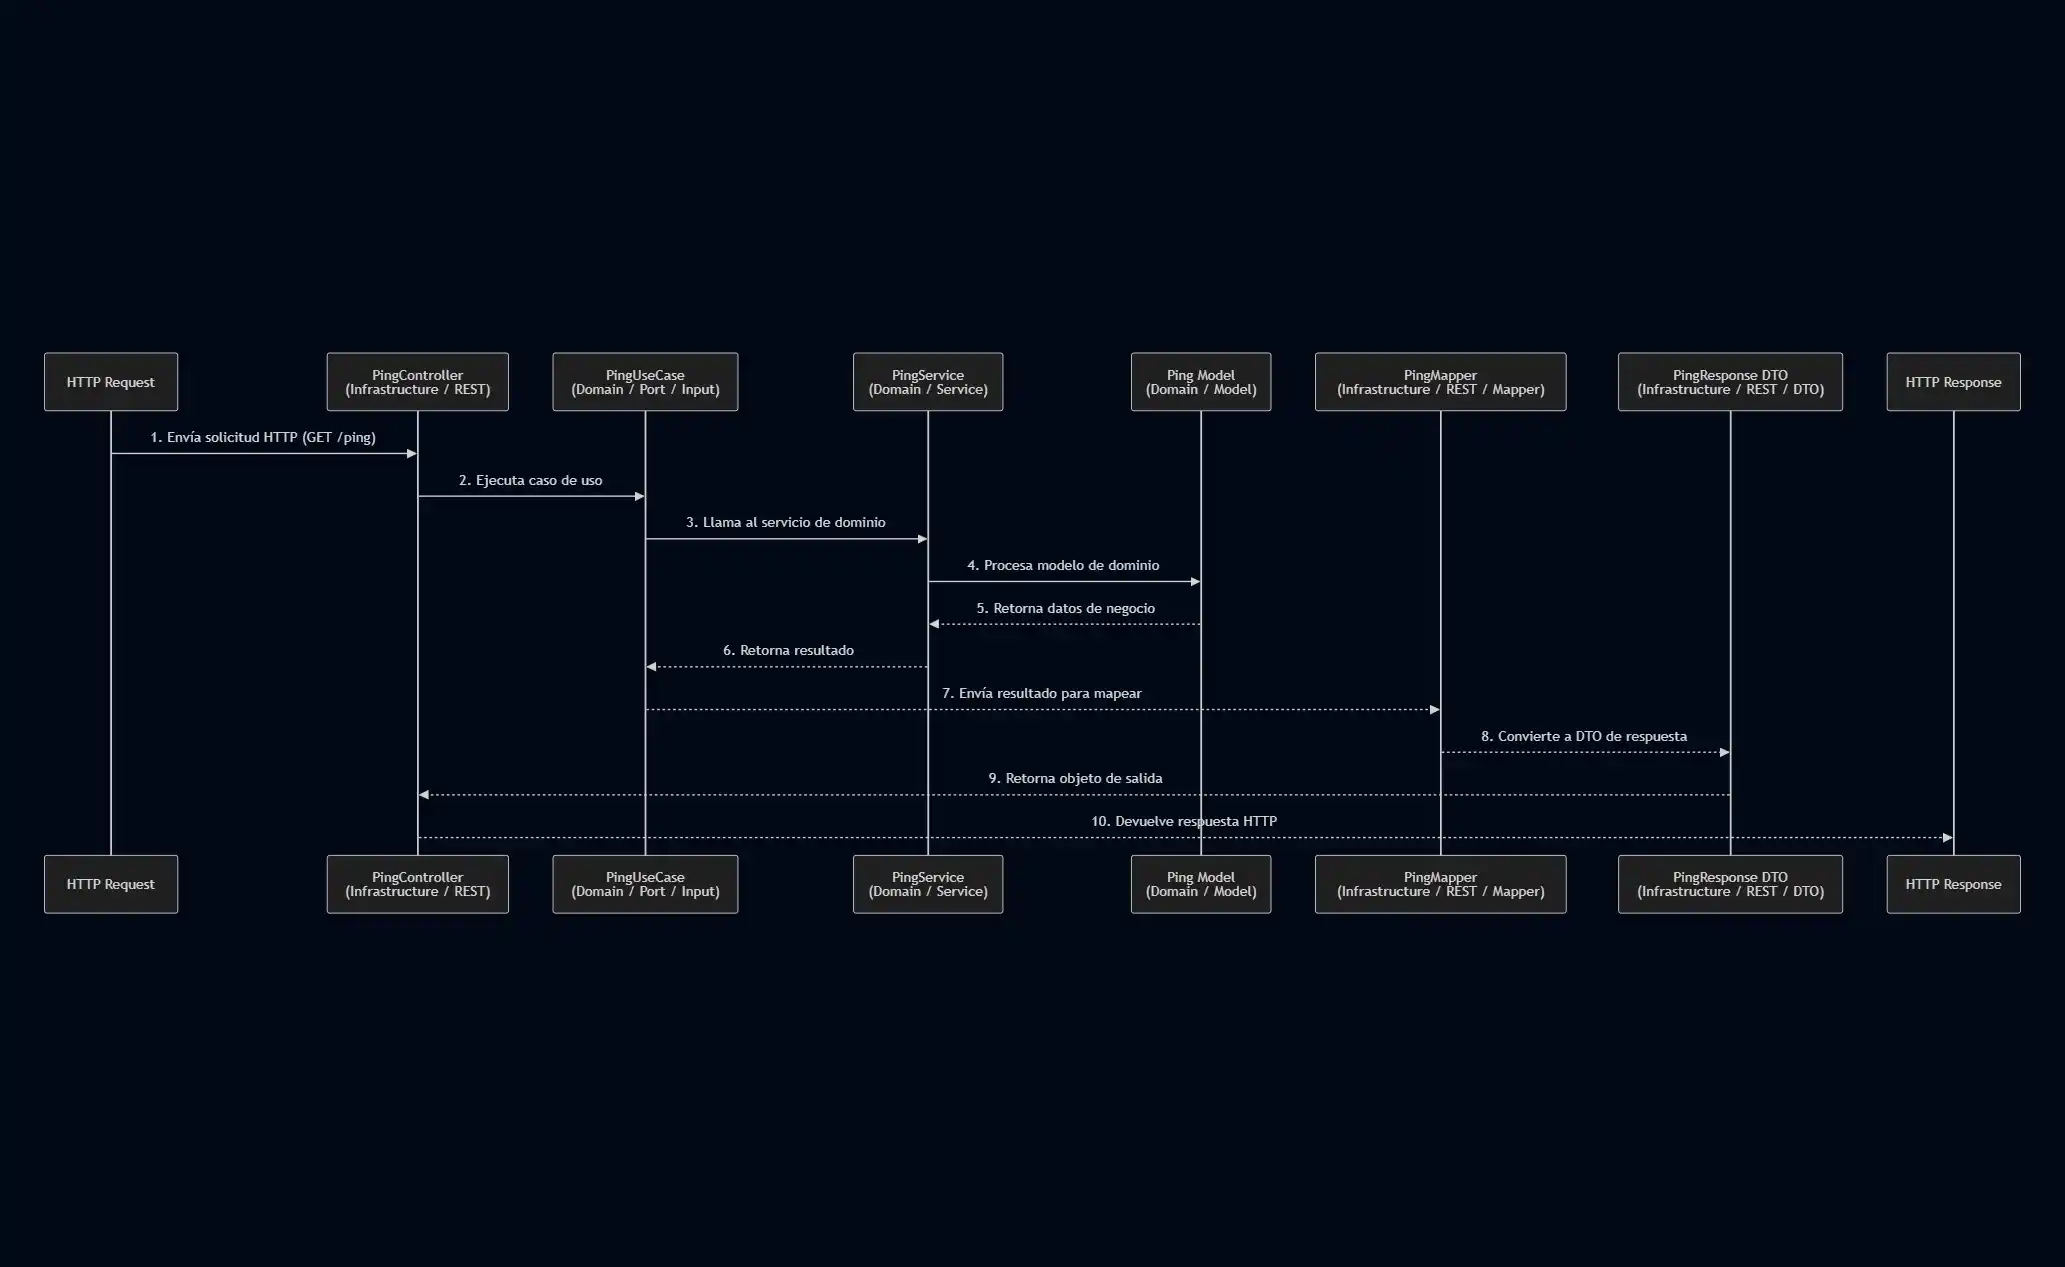 HTTP Request
PingController
(Infrastructure / REST)
PingUseCase
(Domain / Port / Input)
PingService
(Domain / Service)
Ping Model
(Domain / Model)
PingMapper
(Infrastructure / REST / Mapper)
PingResponse DTO
(Infrastructure / REST / DTO)
HTTP Response
1. Envía solicitud HTTP (GET /ping)
2. Ejecuta caso de uso
3. Llama al servicio de dominio
4. Procesa modelo de dominio
5. Retorna datos de negocio
6. Retorna resultado
7. Envía resultado para mapear
8. Convierte a DTO de respuesta
9. Retorna objeto de salida
10. Devuelve respuesta HTTP
HTTP Request
PingController
(Infrastructure / REST)
PingUseCase
(Domain / Port / Input)
PingService
(Domain / Service)
Ping Model
(Domain / Model)
PingMapper
(Infrastructure / REST / Mapper)
PingResponse DTO
(Infrastructure / REST / DTO)
HTTP Response